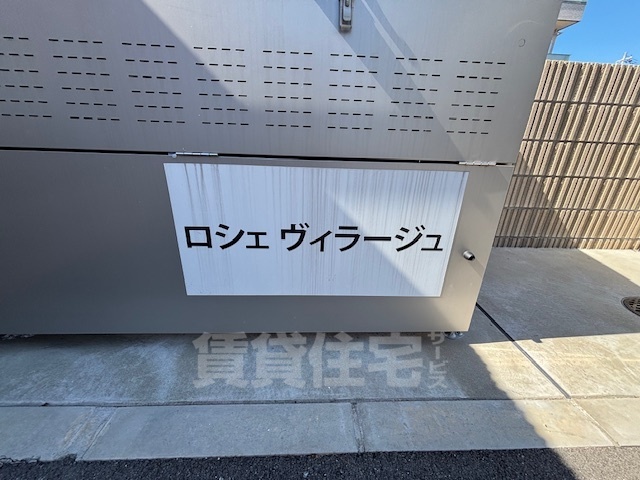 ロシェ ヴィラージュ
賃貸住宅サービス